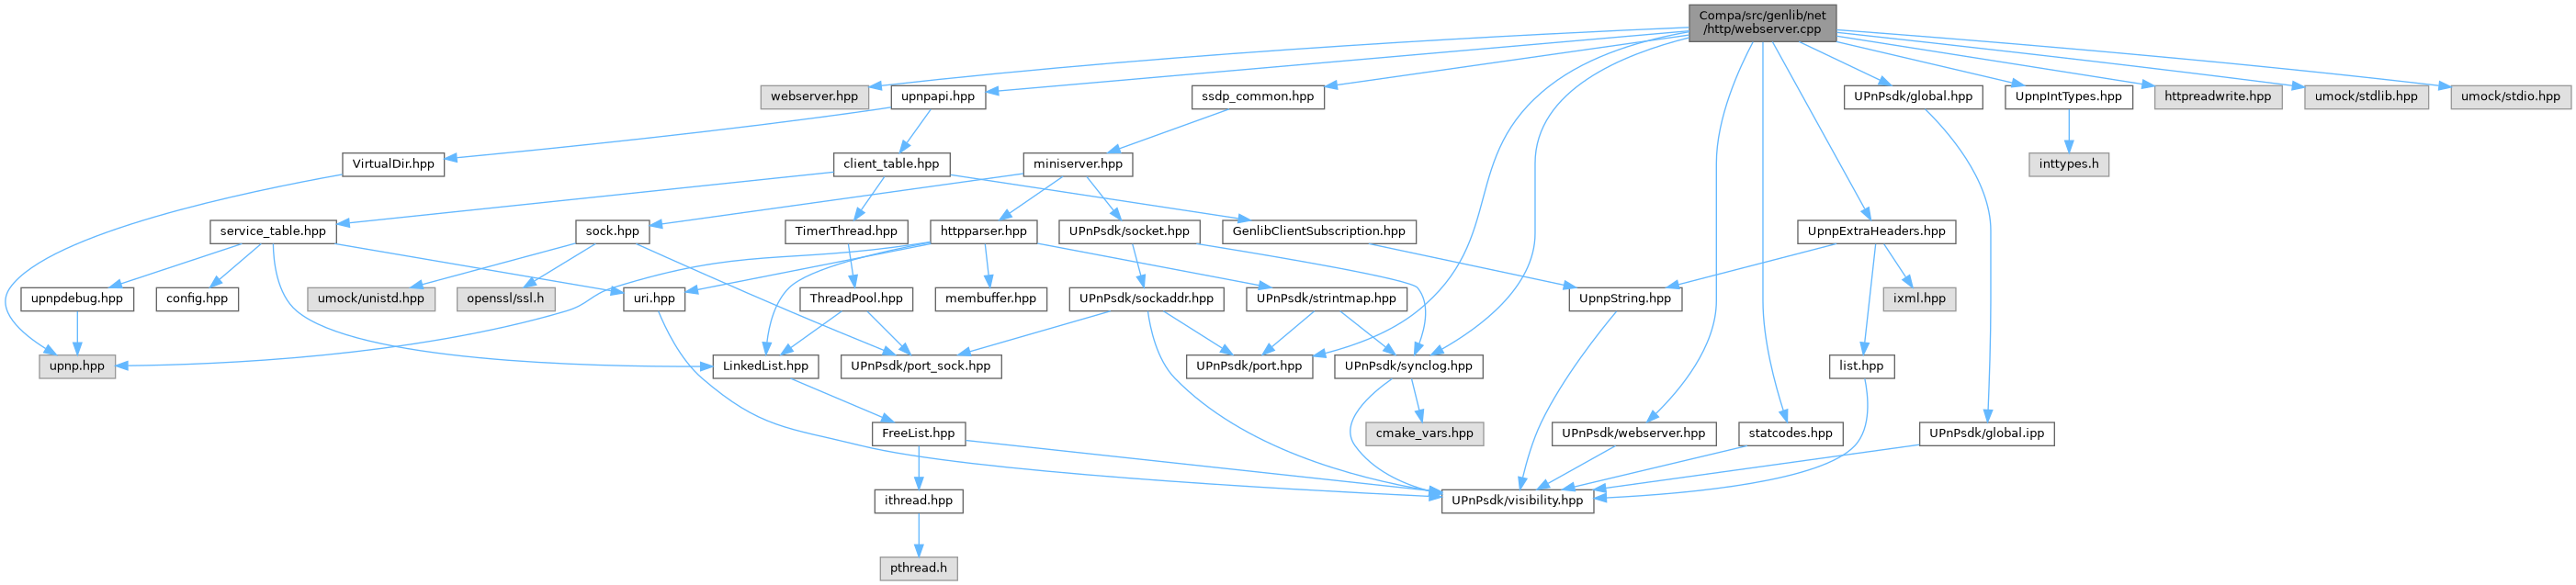 Compa/src/genlib/net
/http/webserver.cpp
webserver.hpp
upnpapi.hpp
ssdp_common.hpp
UPnPsdk/global.hpp
UpnpIntTypes.hpp
httpreadwrite.hpp
umock/stdlib.hpp
umock/stdio.hpp
VirtualDir.hpp
client_table.hpp
miniserver.hpp
inttypes.h
service_table.hpp
sock.hpp
TimerThread.hpp
httpparser.hpp
UPnPsdk/socket.hpp
GenlibClientSubscription.hpp
UpnpExtraHeaders.hpp
upnpdebug.hpp
config.hpp
umock/unistd.hpp
openssl/ssl.h
uri.hpp
ThreadPool.hpp
membuffer.hpp
UPnPsdk/sockaddr.hpp
UPnPsdk/strintmap.hpp
UpnpString.hpp
ixml.hpp
upnp.hpp
LinkedList.hpp
UPnPsdk/port_sock.hpp
UPnPsdk/port.hpp
UPnPsdk/synclog.hpp
list.hpp
FreeList.hpp
cmake_vars.hpp
UPnPsdk/webserver.hpp
statcodes.hpp
UPnPsdk/global.ipp
ithread.hpp
UPnPsdk/visibility.hpp
pthread.h